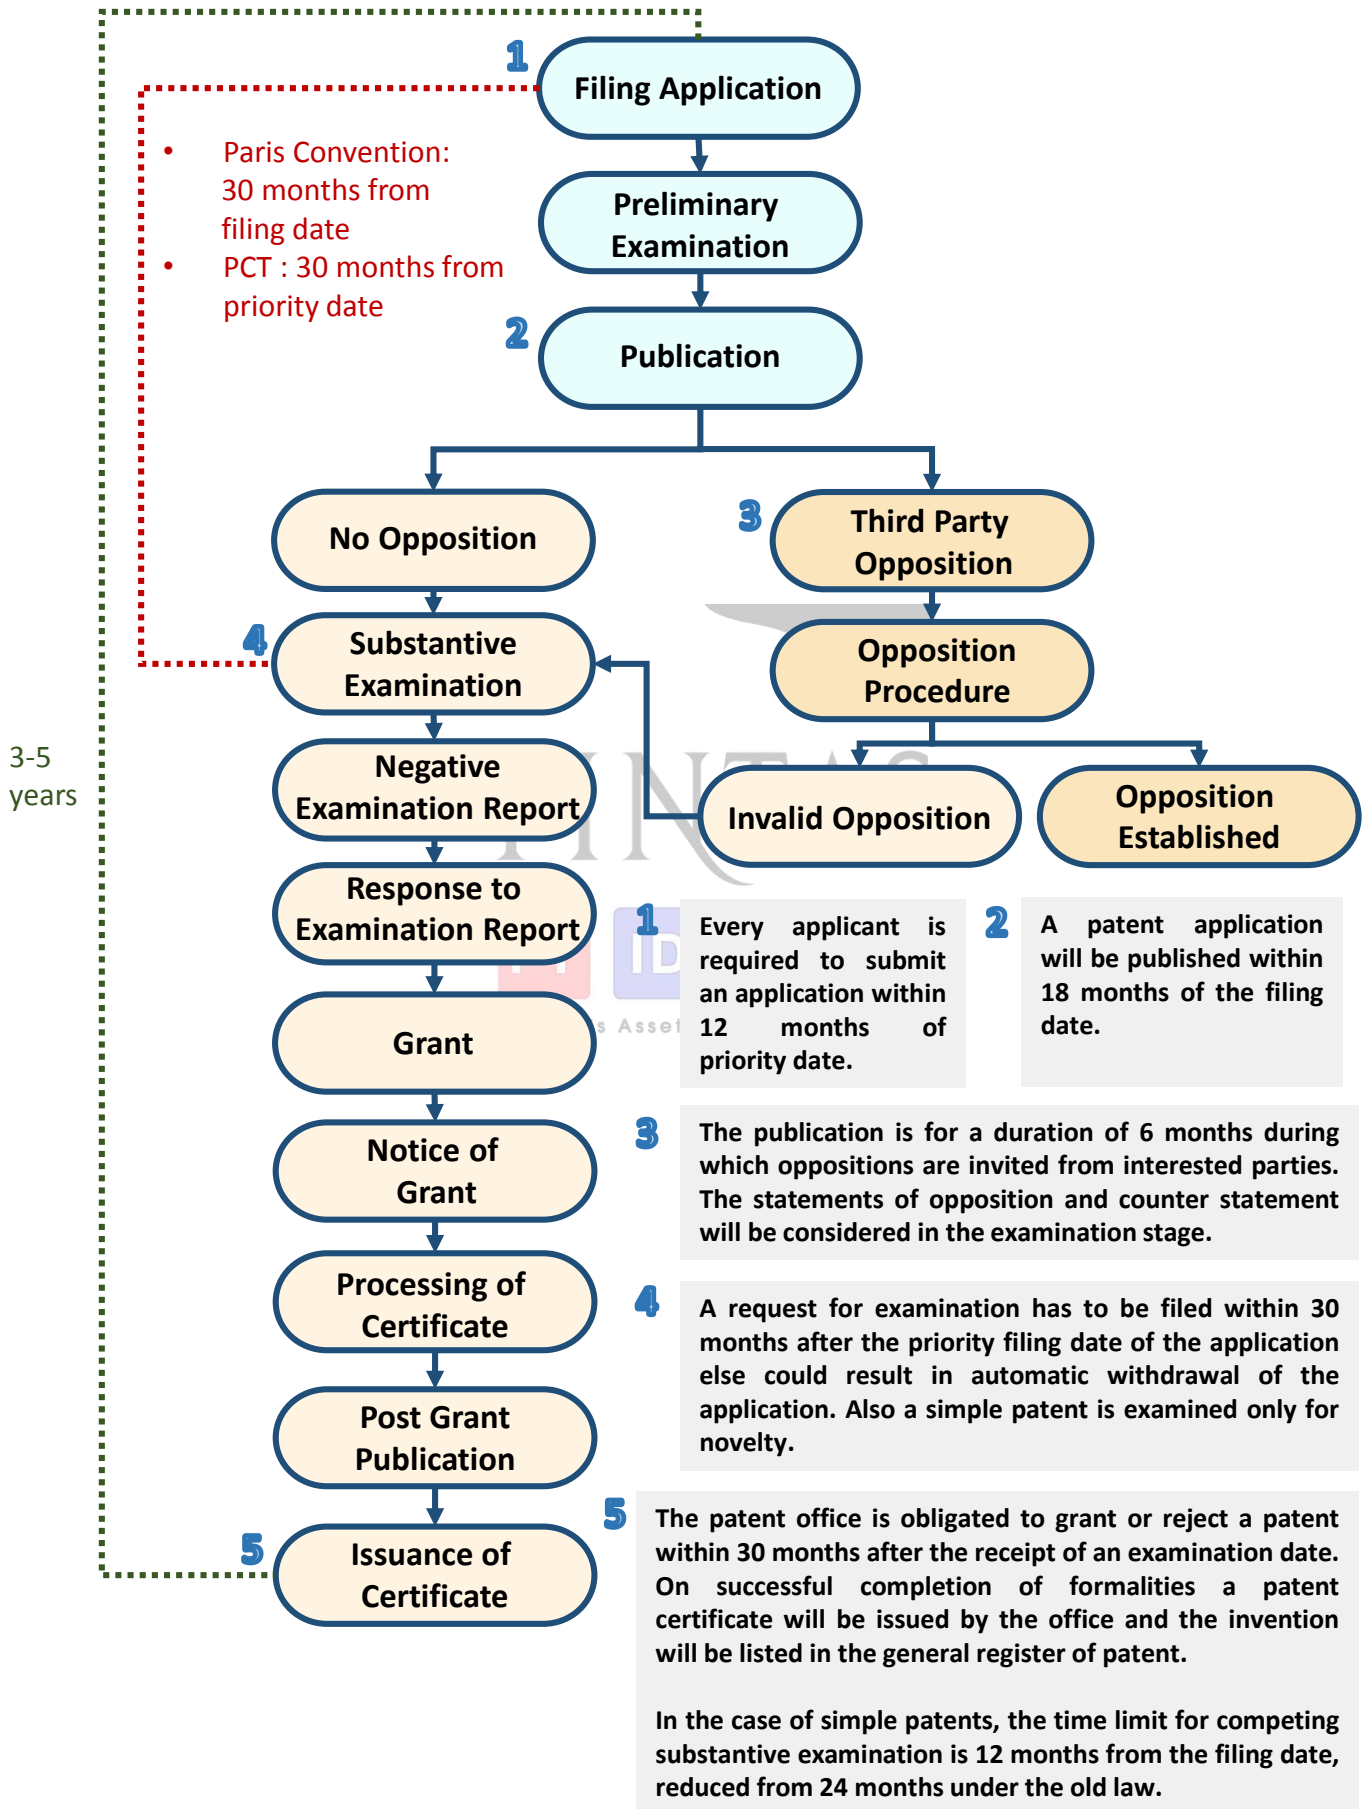 1
Filing Application
• Paris Convention:
30 months from
filing date
• PCT : 30 months from
priority date
Preliminary
Examination
2
Publication
No Opposition
3
Third Party
Opposition
4
Substantive
Examination
Opposition
Procedure
3-5
years
Negative
Examination Report
Invalid Opposition
Opposition
Established
Response to
Examination Report
Grant
Notice of
Grant
Processing of
Certificate
Post Grant
Publication
5
Issuance of
Certificate
1
Every applicant is
required to submit
an application within
12 months of
priority date.
2
A patent application
will be published within
18 months of the filing
date.
ID
s Asset
3
The publication is for a duration of 6 months during
which oppositions are invited from interested parties.
The statements of opposition and counter statement
will be considered in the examination stage.
4
A request for examination has to be filed within 30
months after the priority filing date of the application
else could result in automatic withdrawal of the
application. Also a simple patent is examined only for
novelty.
5
The patent office is obligated to grant or reject a patent
within 30 months after the receipt of an examination date.
On successful completion of formalities a patent
certificate will be issued by the office and the invention
will be listed in the general register of patent.
In the case of simple patents, the time limit for competing
substantive examination is 12 months from the filing date,
reduced from 24 months under the old law.